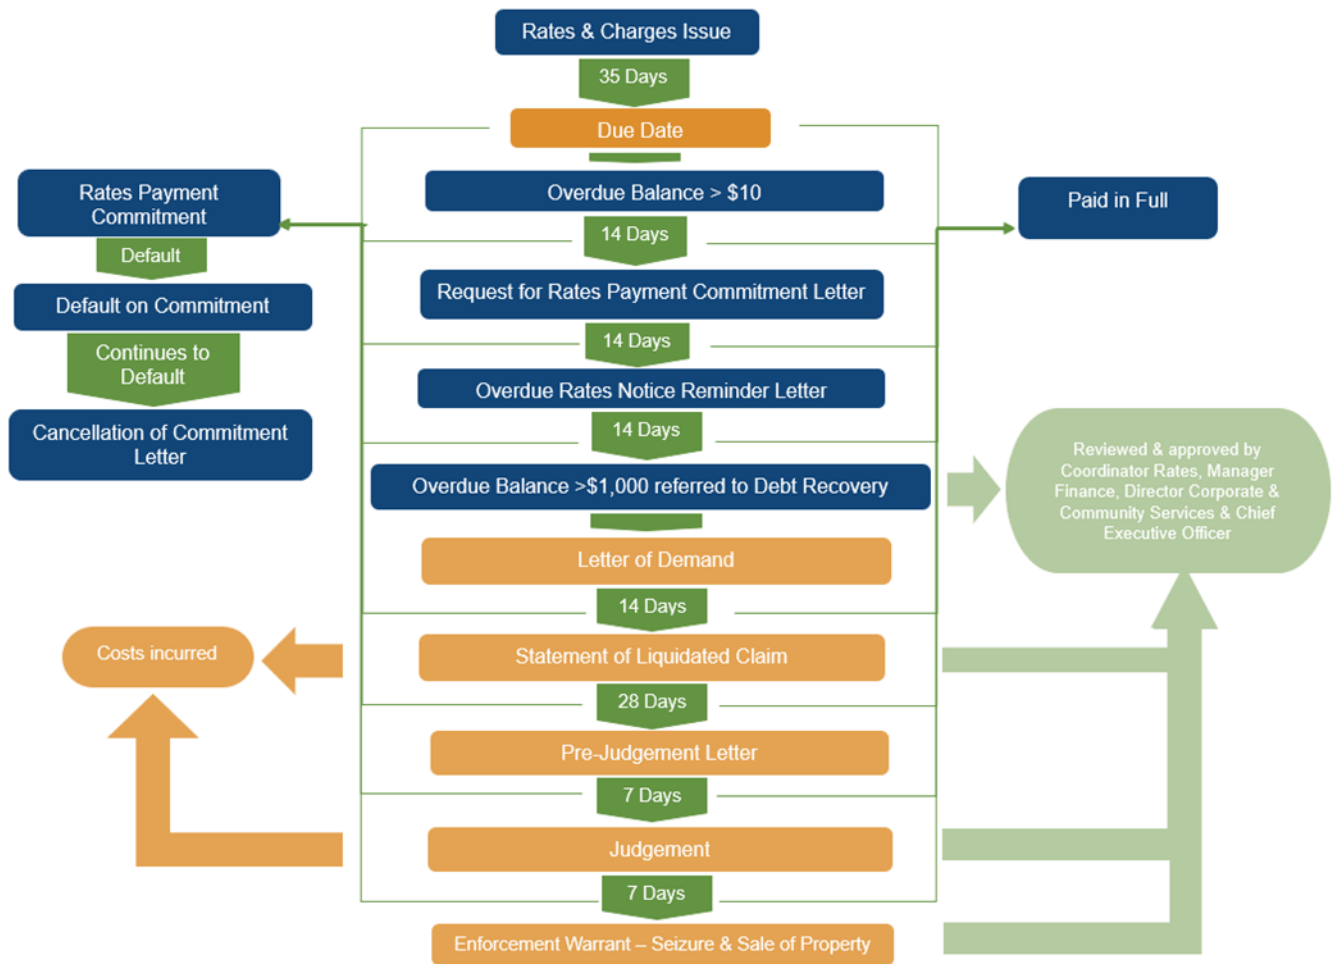 Rates & Charges Issue
35 Days
Due Date
Overdue Balance > $10
14 Days
Request for Rates Payment Commitment Letter
14 Days
Overdue Rates Notice Reminder Letter
14 Days
Overdue Balance >$1,000 referred to Debt Recovery
Letter of Demand
14 Days
Statement of Liquidated Claim
28 Days
Pre-Judgement Letter
7 Days
Judgement
7 Days
Enforcement Warrant – Seizure & Sale of Property
Rates Payment
Commitment
Default
Default on Commitment
Continues to
Default
Cancellation of Commitment
Letter
Costs incurred
Paid in Full
Reviewed & approved by
Coordinator Rates, Manager
Finance, Director Corporate &
Community Services & Chief
Executive Officer